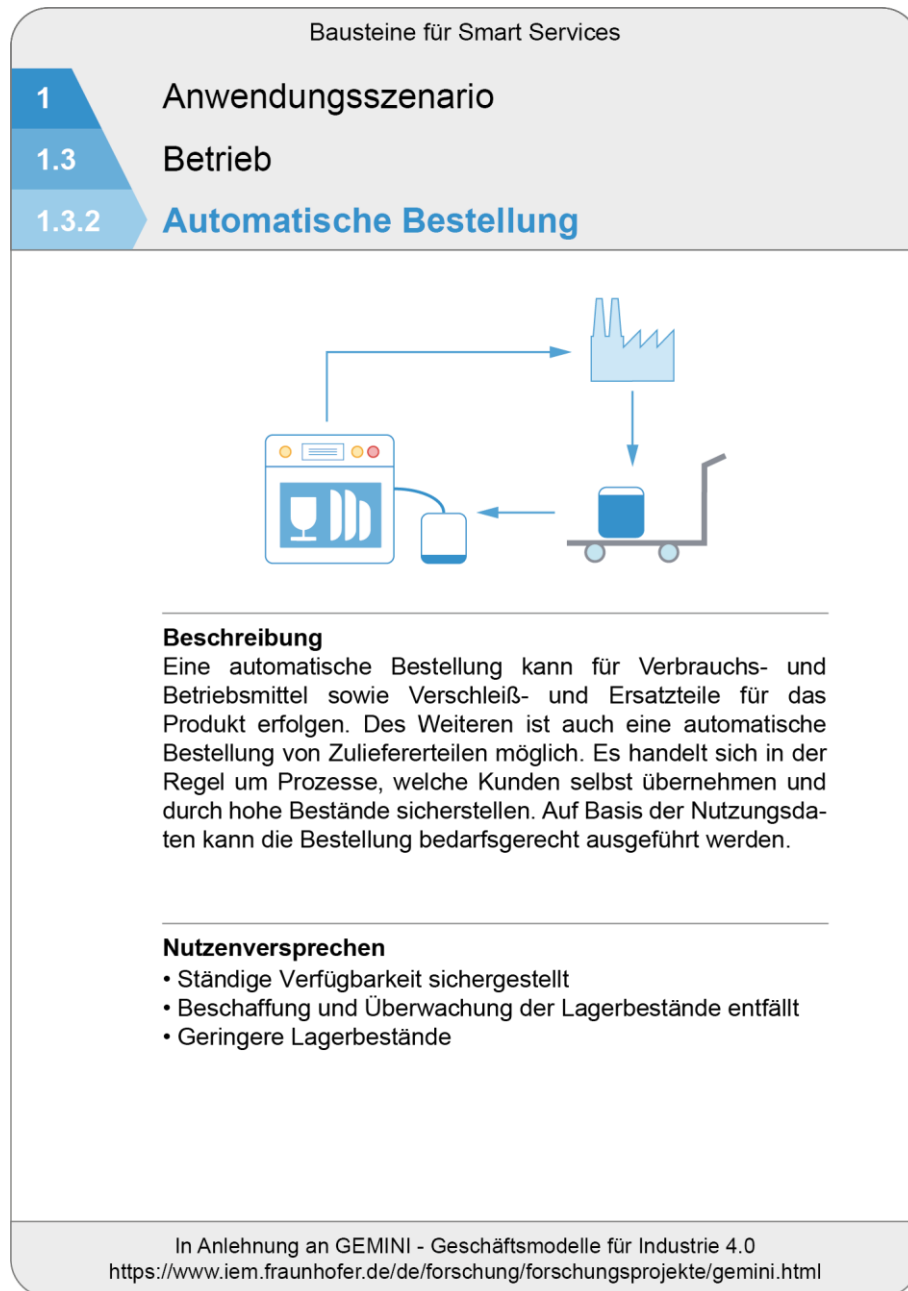 Bausteine für Smart Services
1 Anwendungsszenario
1.3 Betrieb
1.3.2 Automatische Bestellung
Beschreibung
Eine automatische Bestellung kann für Verbrauchs- und
Betriebsmittel sowie Verschleiß- und Ersatzteile für das
Produkt erfolgen. Des Weiteren ist auch eine automatische
Bestellung von Zuliefererteilen möglich. Es handelt sich in der
Regel um Prozesse, welche Kunden selbst übernehmen und
durch hohe Bestände sicherstellen. Auf Basis der Nutzungsda-
ten kann die Bestellung bedarfsgerecht ausgeführt werden.
Nutzenversprechen
• Ständige Verfügbarkeit sichergestellt
• Beschaffung und Überwachung der Lagerbestände entfällt
• Geringere Lagerbestände
In Anlehnung an GEMINI - Geschäftsmodelle für Industrie 4.0
https://www.iem.fraunhofer.de/de/forschung/forschungsprojekte/gemini.html